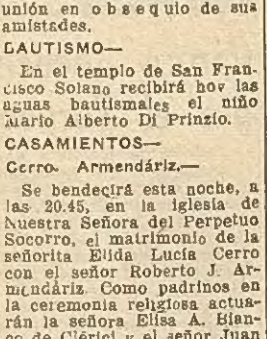 unión en obsequio de sus
amistades.
BAUTISMO—
En el templo de San Fran-
cisco Solano recibirá hoy las
aguas bautismales el niño
Mario Alberto Di Prinzio.
CASAMIENTOS—
Cerro. Armendáriz.—
Se bendecirá esta noche, a
las 20.45, en la iglesia de
Nuestra Señora del Perpetuo
Socorro, el matrimonio de la
señorita Elida Lucía Cerro
con el señor Roberto J. Ar-
mendáriz. Como padrinos en
la ceremonia religiosa actua-
rán la señora Elisa A. Bian-
co de Clérici y el señor Juan